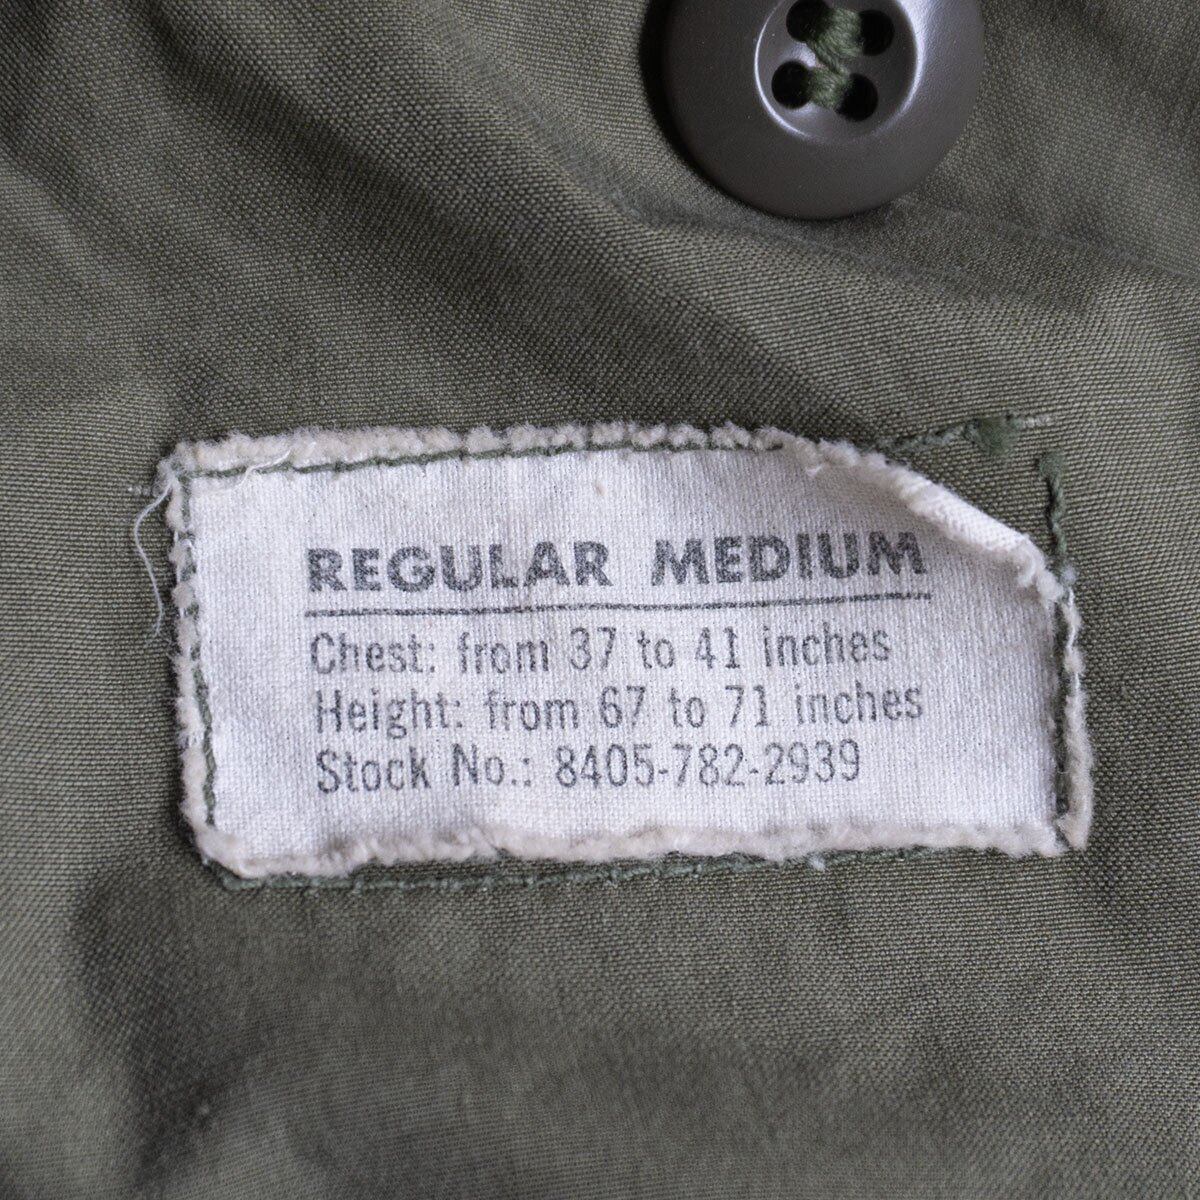 REGULAR MEDIUM
Chest: from 37 to 41 inches
Height: from 67 to 71 inches
Stock No.: 8405-782-2939